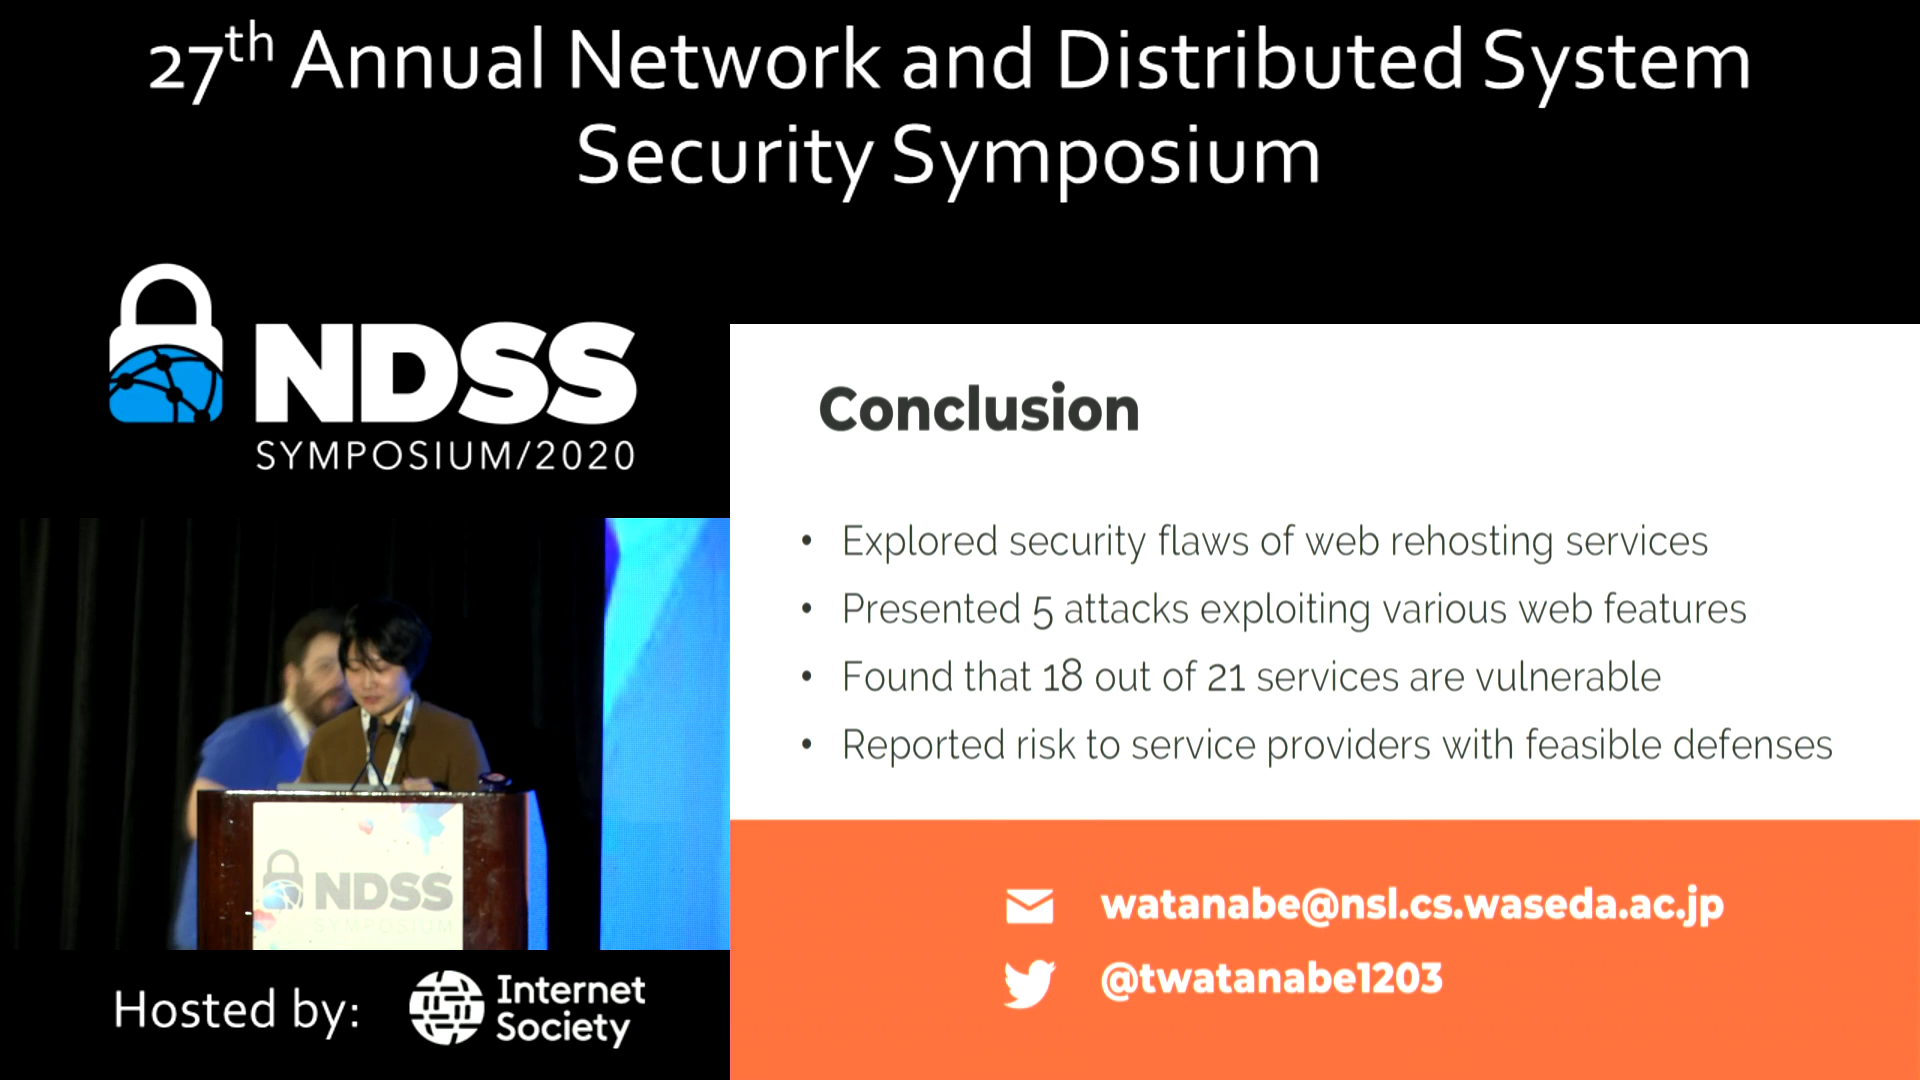 27th Annual Network and Distributed System
Security Symposium
NDSS
SYMPOSIUM/2020
Conclusion
• Explored security flaws of web rehosting services
• Presented 5 attacks exploiting various web features
• Found that 18 out of 21 services are vulnerable
• Reported risk to service providers with feasible defenses
watanabe@nsl.cs.waseda.ac.jp
@twatanabe1203
NDSS
SYMPOSIUM
Hosted by:
Internet
Society